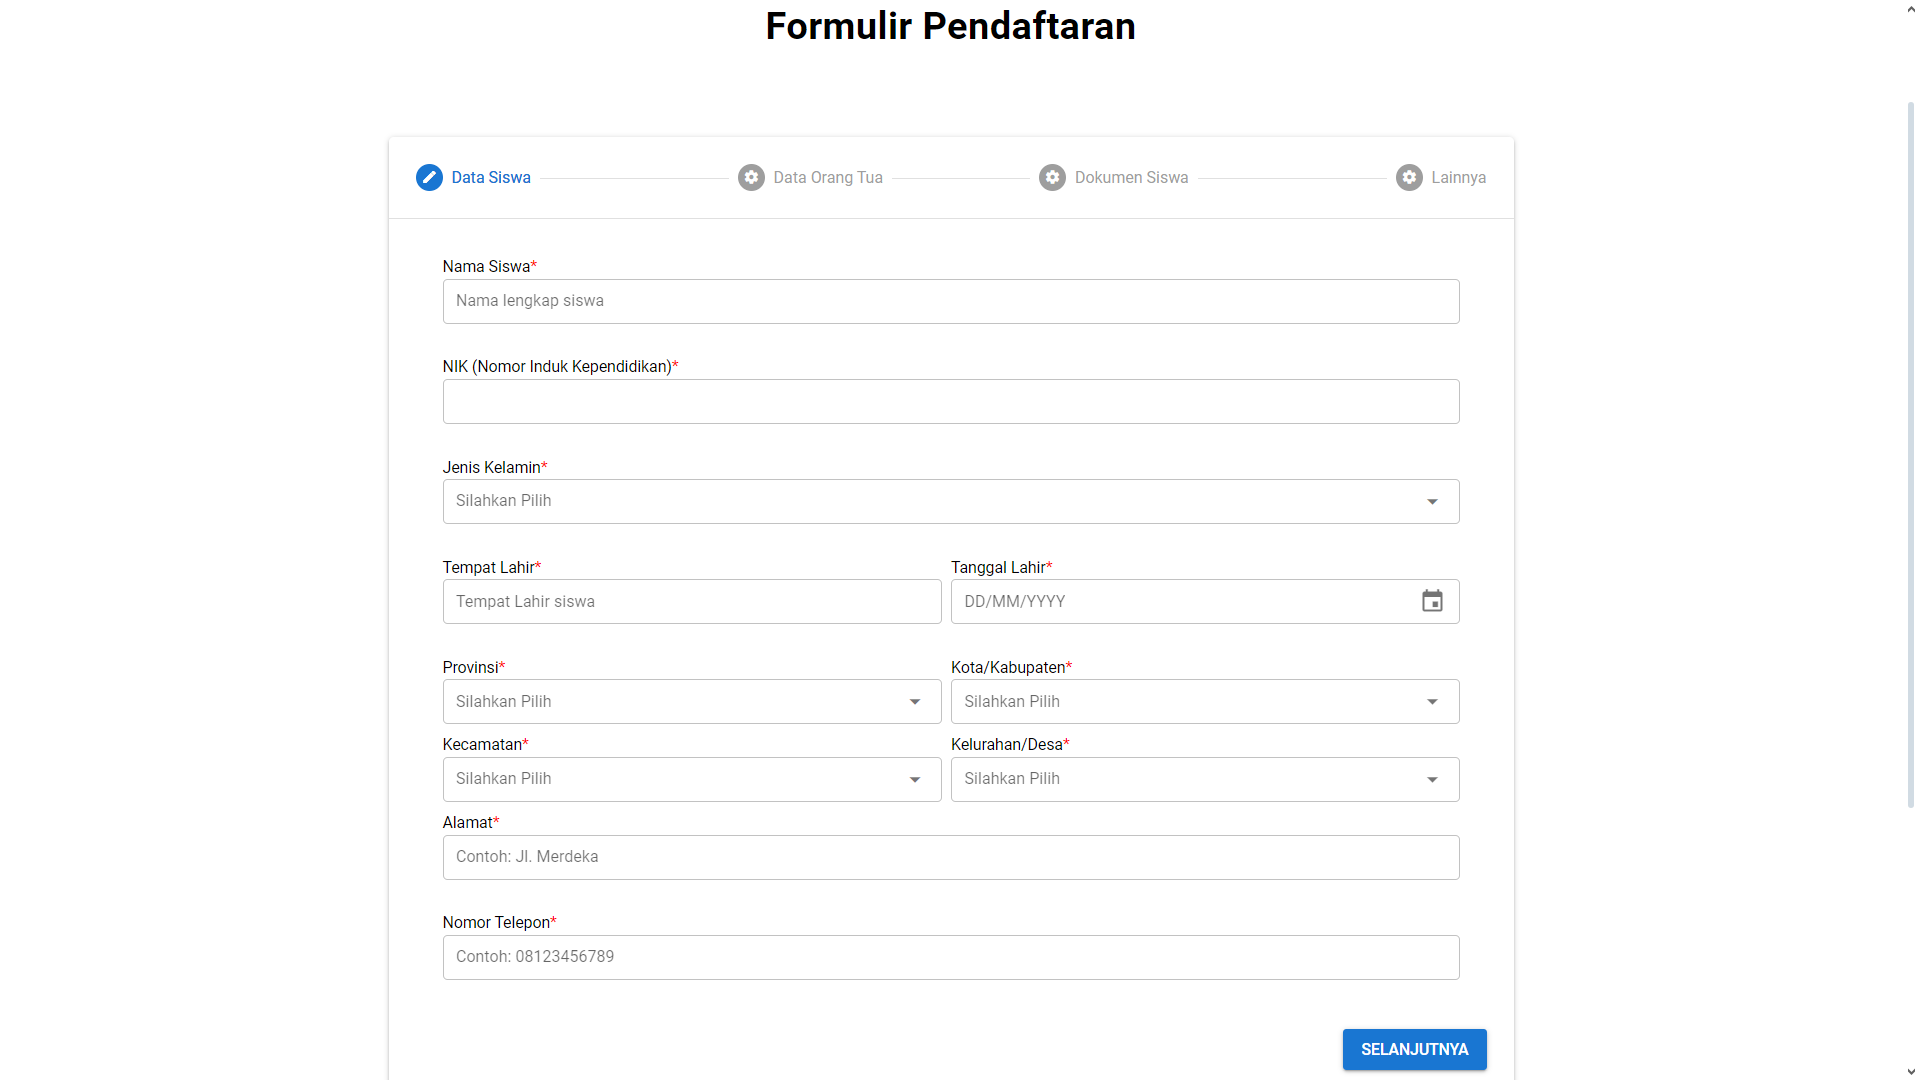 Formulir Pendaftaran
Data Siswa
Data Orang Tua
Dokumen Siswa
Lainnya
Nama Siswa*
Nama lengkap siswa
NIK (Nomor Induk Kependidikan)*
Jenis Kelamin*
Silahkan Pilih
Tempat Lahir*
Tanggal Lahir*
Tempat Lahir siswa
DD/MM/YYYY
Provinsi*
Kota/Kabupaten*
Silahkan Pilih
Silahkan Pilih
Kecamatan*
Kelurahan/Desa*
Silahkan Pilih
Silahkan Pilih
Alamat*
Contoh: Jl. Merdeka
Nomor Telepon*
Contoh: 08123456789
SELANJUTNYA